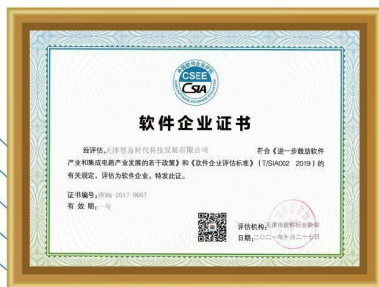 CSEE
CSIA
软件企业证书
经评估,天津智易时代科技发展有限公司 符合《进一步鼓励软件
产业和集成电路产业发展的若干政策》和《软件企业评估标准》(T/SIA002 2019)的
有关规定,评估为软件企业,特发此证。
证书编号:津RQ-2017-0057
有 效 期:一年
评估机构:天津市软件行业协会
日期:二〇二一年十月二十七日